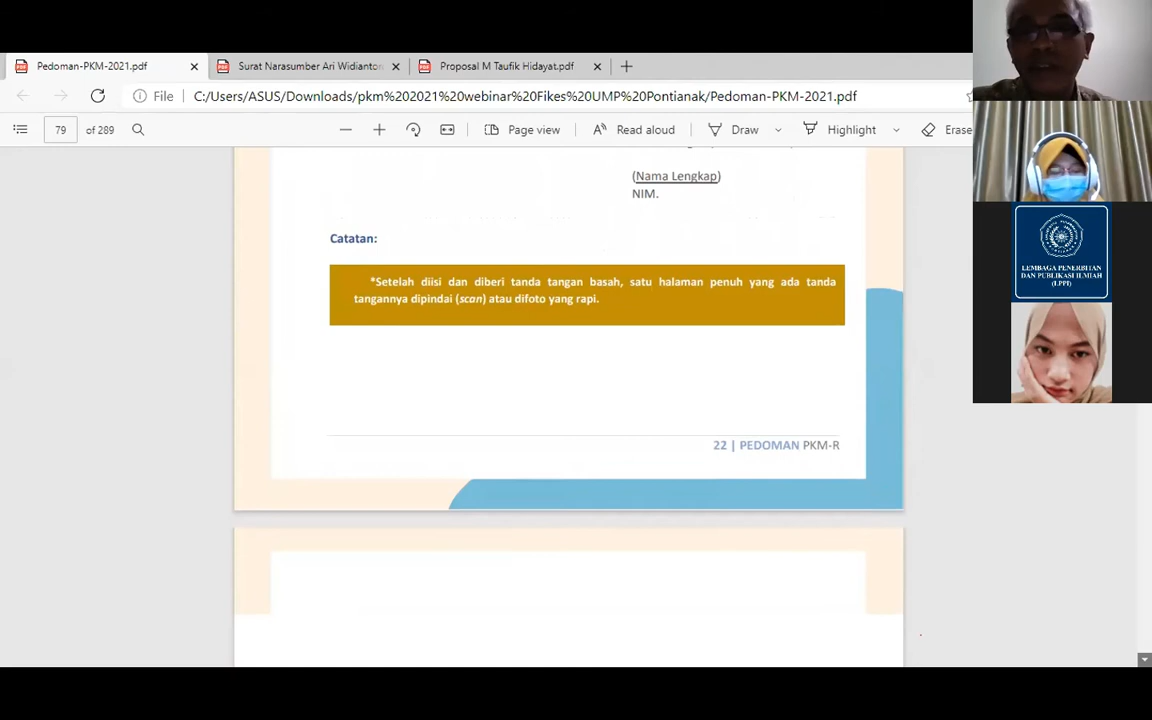 Pedoman-PKM-2021.pdf
Surat Narasumber Ari Widiantor
Proposal M Taufik Hidayat.pdf
File C:/Users/ASUS/Downloads/pkm%202021%20webinar%20Fikes%20UMP%20Pontianak/Pedoman-PKM-2021.pdf
79 of 289
Page view
Read aloud
Draw
Highlight
Erase
(Nama Lengkap)
NIM.
Catatan:
*Setelah diisi dan diberi tanda tangan basah, satu halaman penuh yang ada tanda
tangannya dipindai (scan) atau difoto yang rapi.
22 | PEDOMAN PKM-R
LEMBAGA PENERBITAN
DAN PUBLIKASI ILMIAH
(LPPI)